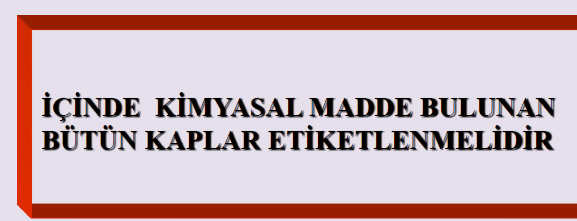 İÇİNDE KİMYASAL MADDE BULUNAN
BÜTÜN KAPLAR ETİKETLENMELİDİR